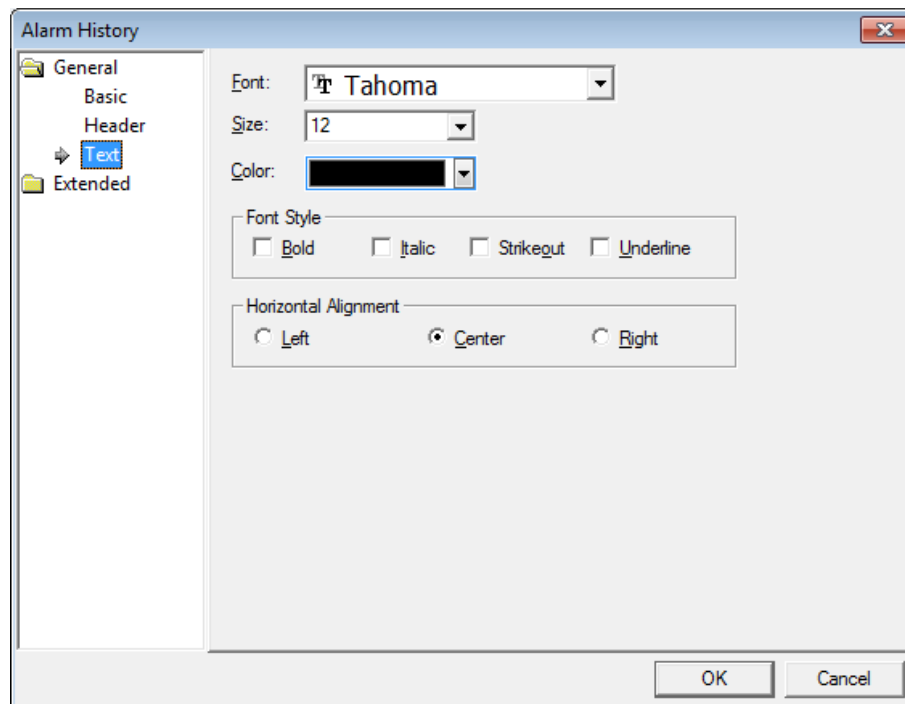 Alarm History
General
Basic
Header
Text
Extended
Font: Tahoma
Size: 12
Color:
Font Style
Bold Italic Strikeout Underline
Horizontal Alignment
Left Center Right
OK Cancel